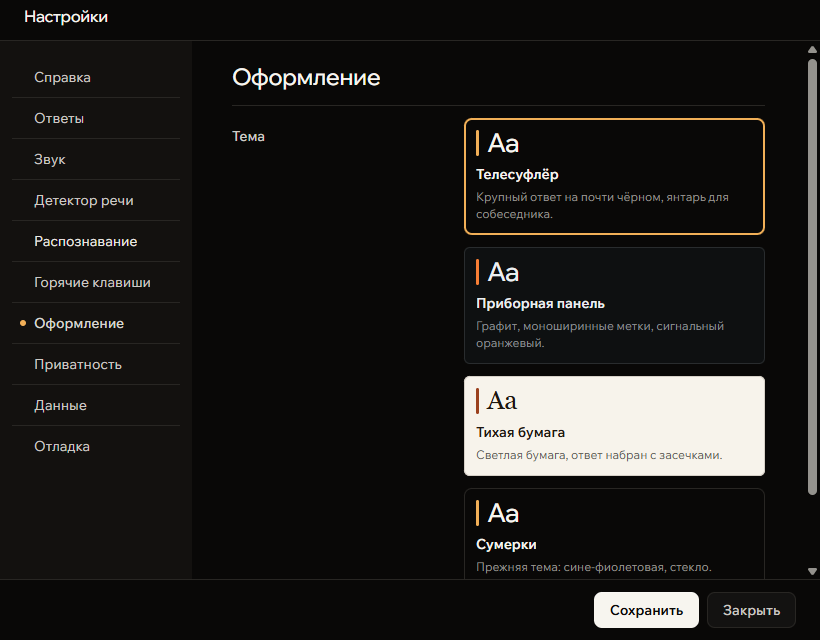 Настройки
Справка
Ответы
Звук
Детектор речи
Распознавание
Горячие клавиши
Оформление
Приватность
Данные
Отладка
Оформление
Тема
Aa
Телесуфлёр
Крупный ответ на почти чёрном, янтарь для
собеседника.
Aa
Приборная панель
Графит, моноширинные метки, сигнальный
оранжевый.
Aa
Тихая бумага
Светлая бумага, ответ набран с засечками.
Aa
Сумерки
Прежняя тема: сине-фиолетовая, стекло.
Сохранить
Закрыть